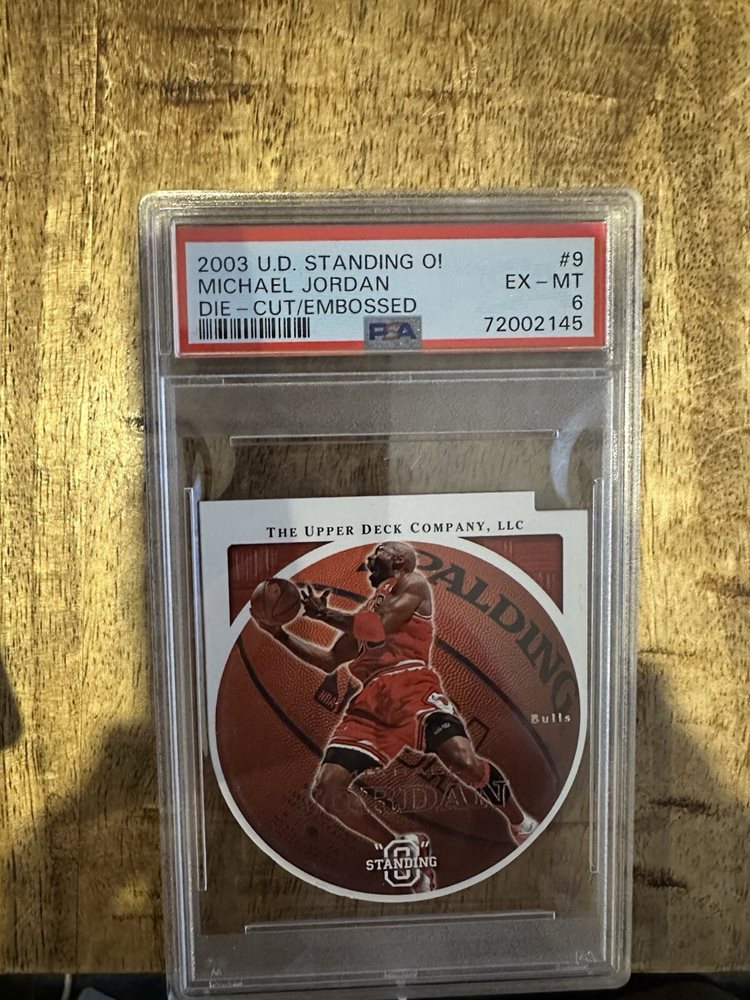 2003 U.D. STANDING O! #9
MICHAEL JORDAN EX - MT
DIE - CUT/EMBOSSED 6
PSA 72002145
THE UPPER DECK COMPANY, LLC
SPALDING
NBA
Bulls
JORDAN
"O"
STANDING